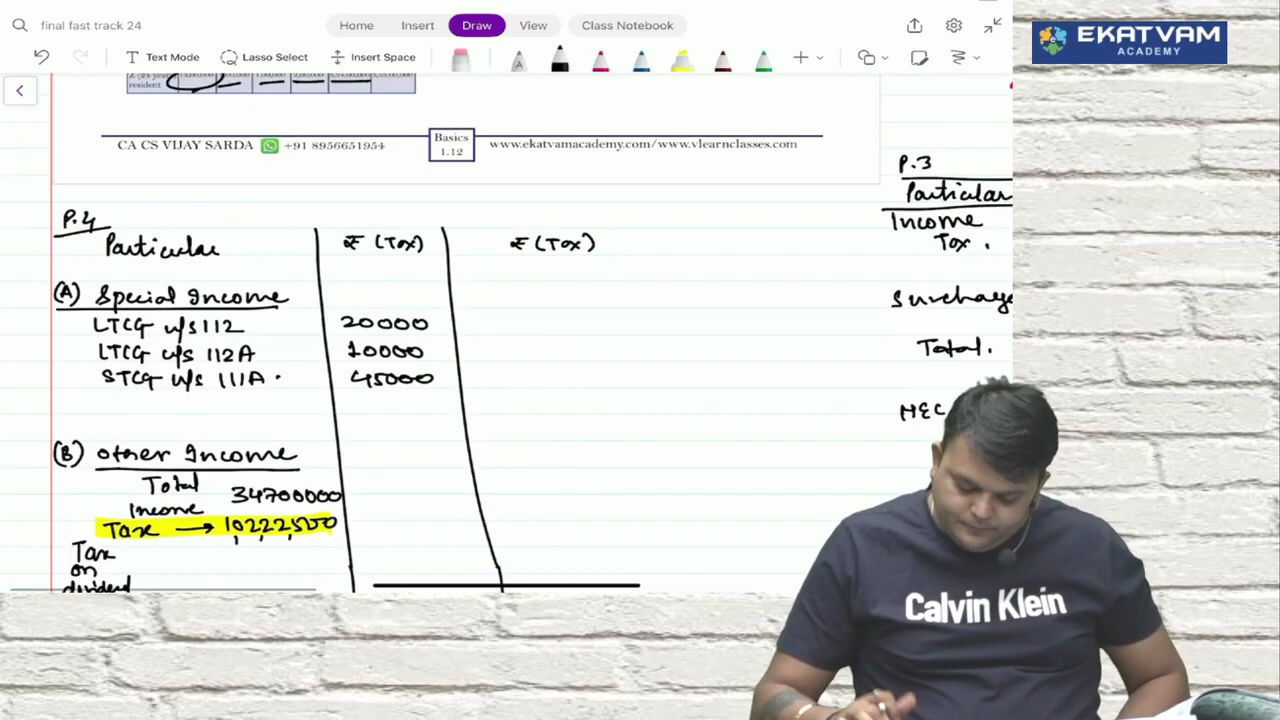 final fast track 24
Home Insert Draw View Class Notebook
EKATVAM
ACADEMY
Text Mode Lasso Select Insert Space
resident
CA CS VIJAY SARDA +91 8956651954
Basics
1.12
www.ekatvamacademy.com/www.vlearnclasses.com
P.4
Particular ₹ (Tax) ₹ (Tax)
(A) Special Income
LTCG u/s 112 20000
LTCG u/s 112A 10000
STCG u/s 111A. 45000
(B) Other Income
Total
Income 34700000
Tax → 10222500
Tax
on
dividend
P.3
Particular
Income
Tax.
Surcharge
Total.
HEC
Calvin Klein